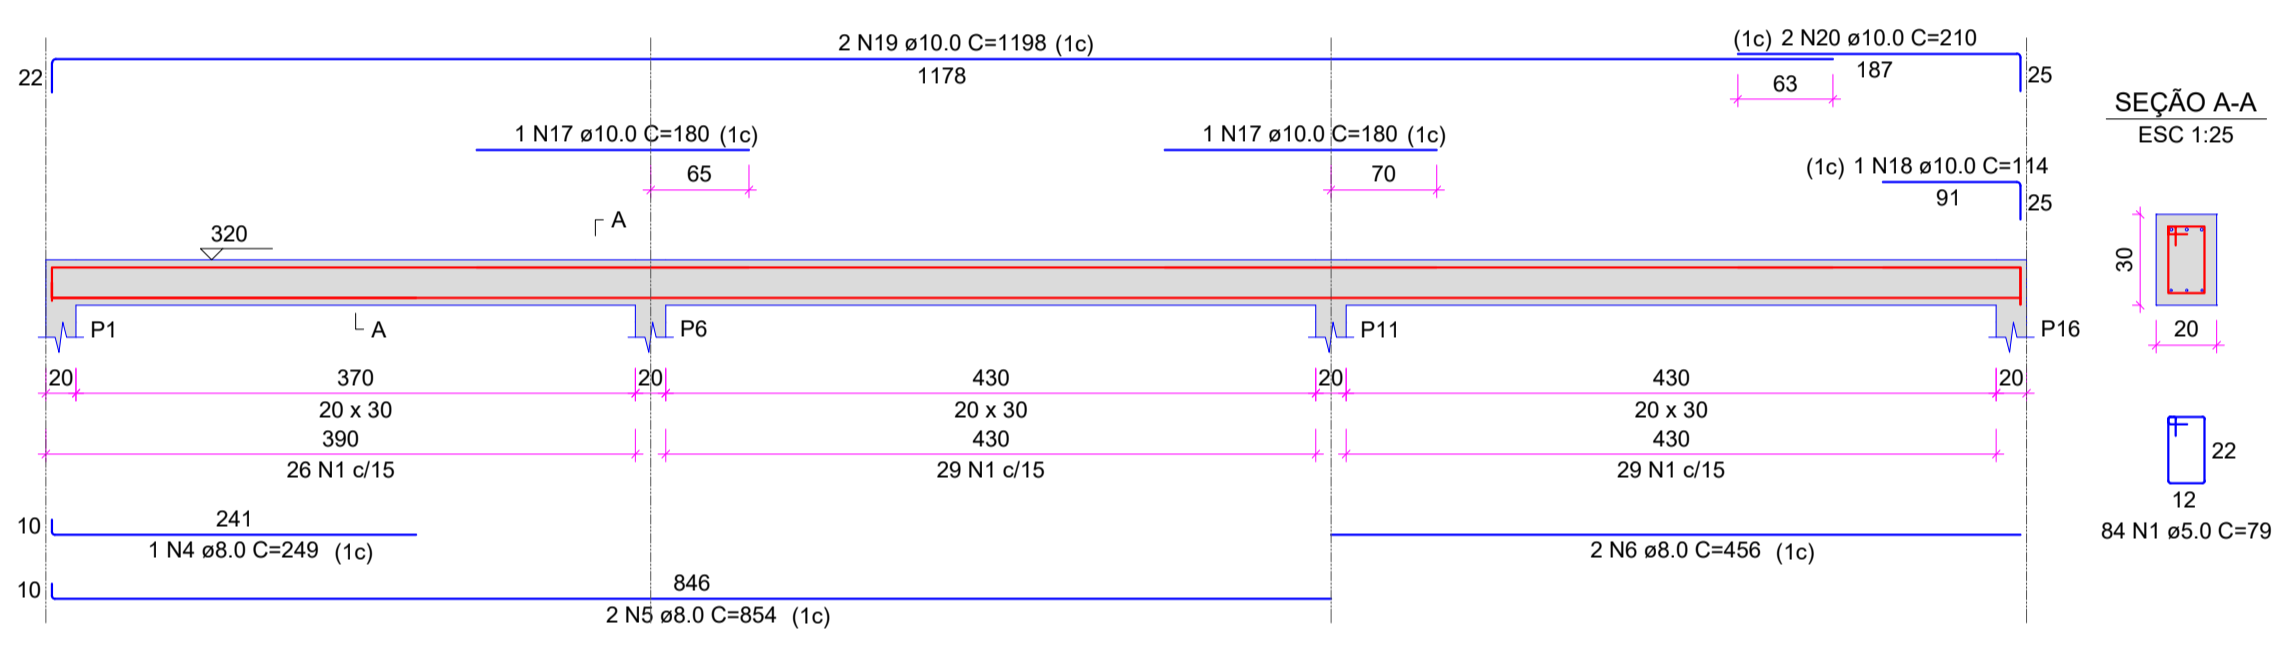 2 N19 ø10.0 C=1198 (1c)
1178
22
(1c) 2 N20 ø10.0 C=210
187
25
63
SEÇÃO A-A
ESC 1:25
1 N17 ø10.0 C=180 (1c)
65
1 N17 ø10.0 C=180 (1c)
70
(1c) 1 N18 ø10.0 C=114
91
25
A
320
30
20
P1
A
P6
P11
P16
20
370
20
430
20
430
20
20 x 30
20 x 30
20 x 30
390
430
430
26 N1 c/15
29 N1 c/15
29 N1 c/15
22
12
84 N1 ø5.0 C=79
10
241
1 N4 ø8.0 C=249 (1c)
2 N6 ø8.0 C=456 (1c)
10
846
2 N5 ø8.0 C=854 (1c)